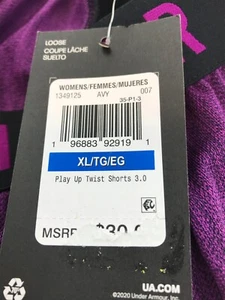 LOOSE
COUPE LÂCHE
SUELTO
R
WOMENS/FEMMES/MUJERES
1349125 AVY 007
35-P1-3
1 96883 92919 1
XL/TG/EG
Play Up Twist Shorts 3.0
MSRP
UA.COM
©2020 Under Armour, Inc.